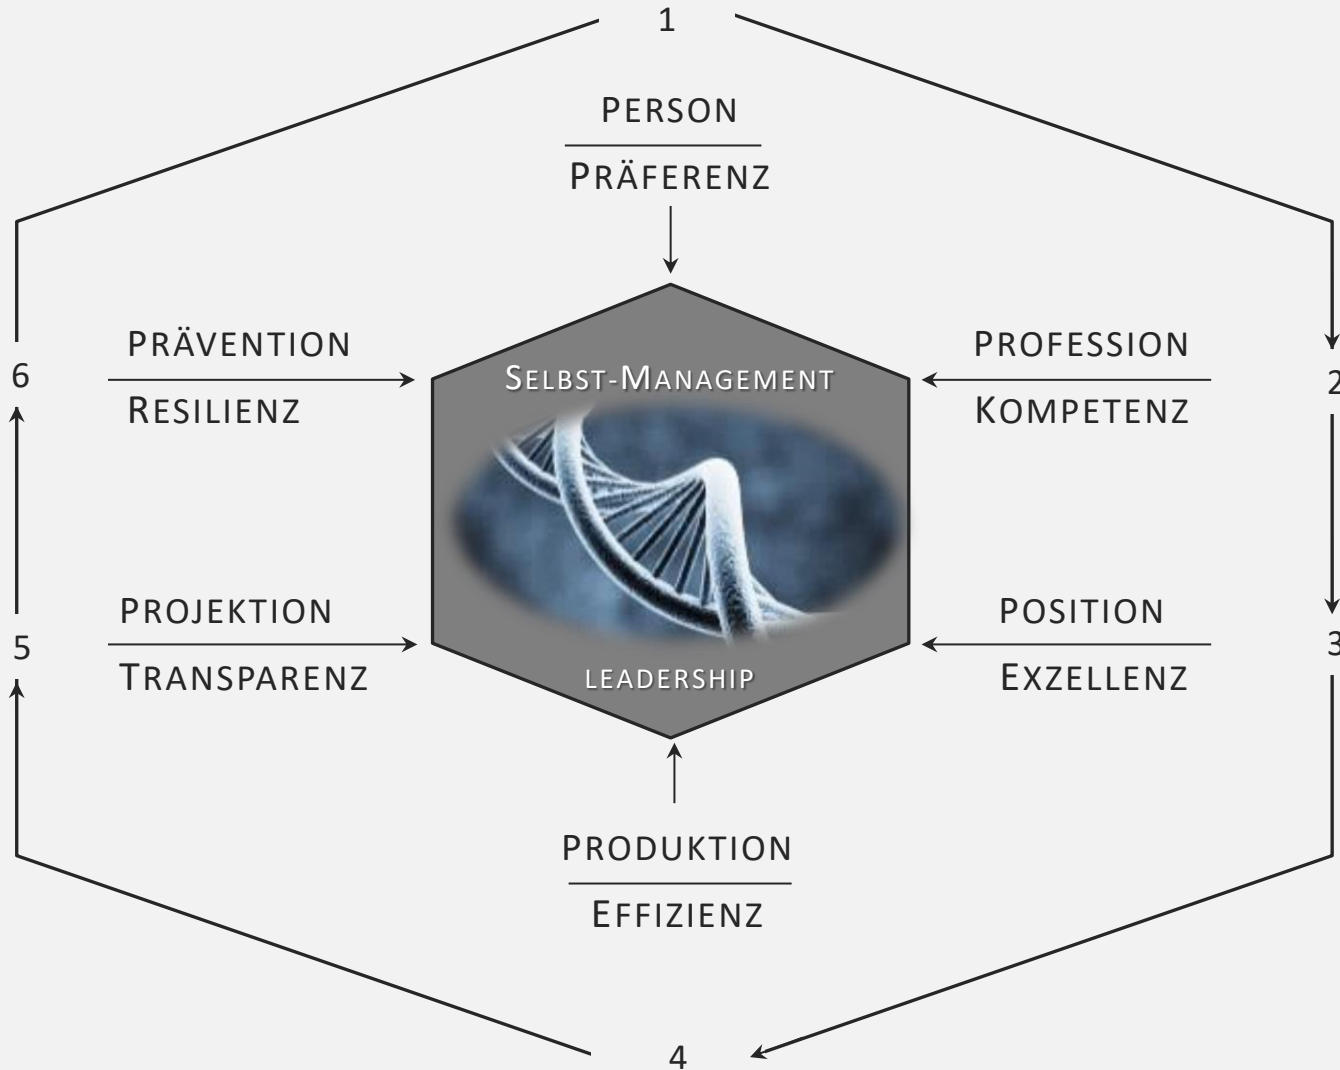 1
PERSON
PRÄFERENZ
PRÄVENTION
6
RESILIENZ
SELBST-MANAGEMENT
PROFESSION
2
KOMPETENZ
PROJEKTION
5
TRANSPARENZ
LEADERSHIP
POSITION
3
EXZELLENZ
PRODUKTION
EFFIZIENZ
4